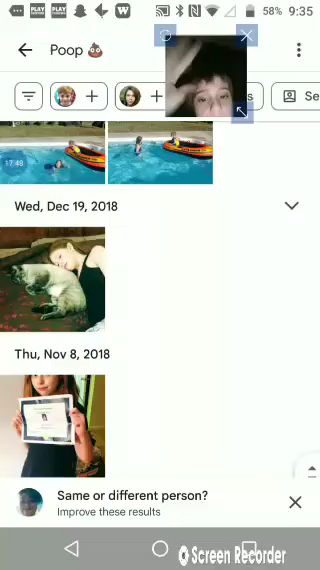 58% 9:35
Poop 💩
s
Se
17:48
Wed, Dec 19, 2018
Thu, Nov 8, 2018
Same or different person?
Improve these results
Screen Recorder